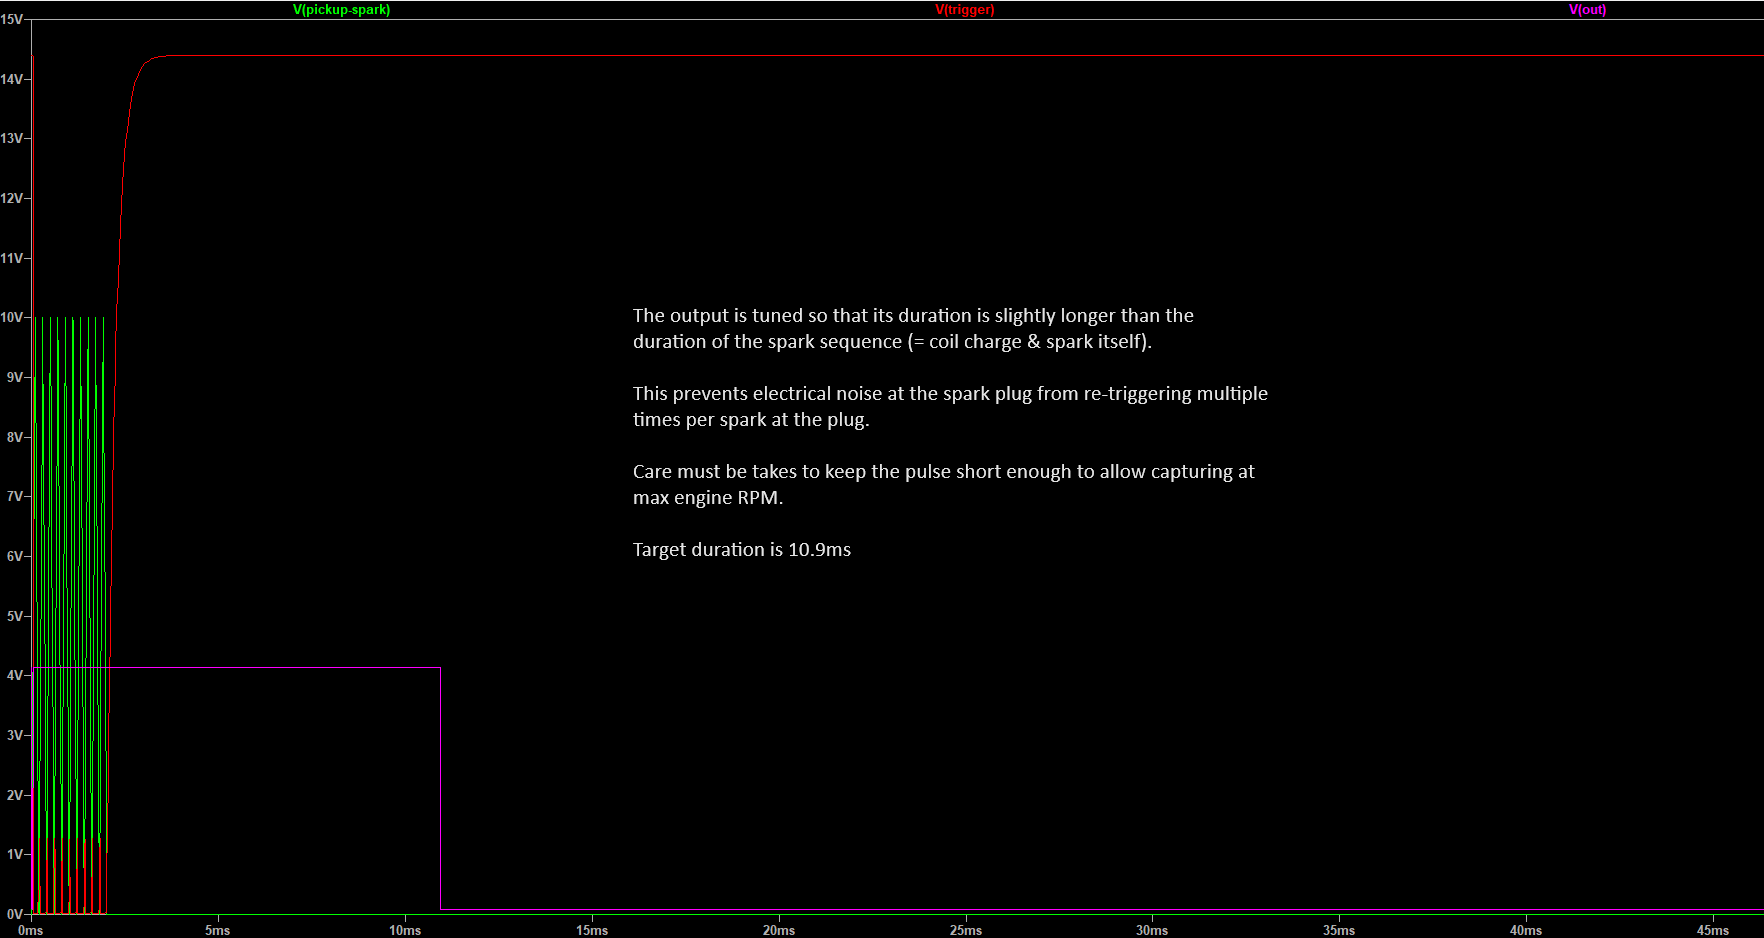 V(pickup-spark) V(trigger) V(out)
15V
14V
13V
12V
11V
10V
9V
8V
7V
6V
5V
4V
3V
2V
1V
0V
The output is tuned so that its duration is slightly longer than the
duration of the spark sequence (= coil charge & spark itself).
This prevents electrical noise at the spark plug from re-triggering multiple
times per spark at the plug.
Care must be takes to keep the pulse short enough to allow capturing at
max engine RPM.
Target duration is 10.9ms
0ms 5ms 10ms 15ms 20ms 25ms 30ms 35ms 40ms 45ms